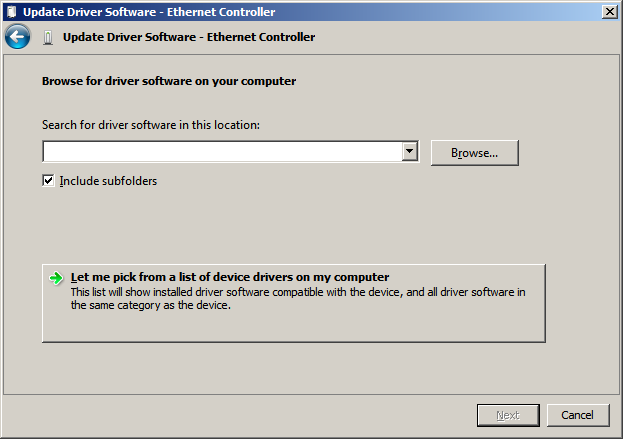 Update Driver Software - Ethernet Controller
Update Driver Software - Ethernet Controller
Browse for driver software on your computer
Search for driver software in this location:
Browse...
Include subfolders
Let me pick from a list of device drivers on my computer
This list will show installed driver software compatible with the device, and all driver software in
the same category as the device.
Next
Cancel